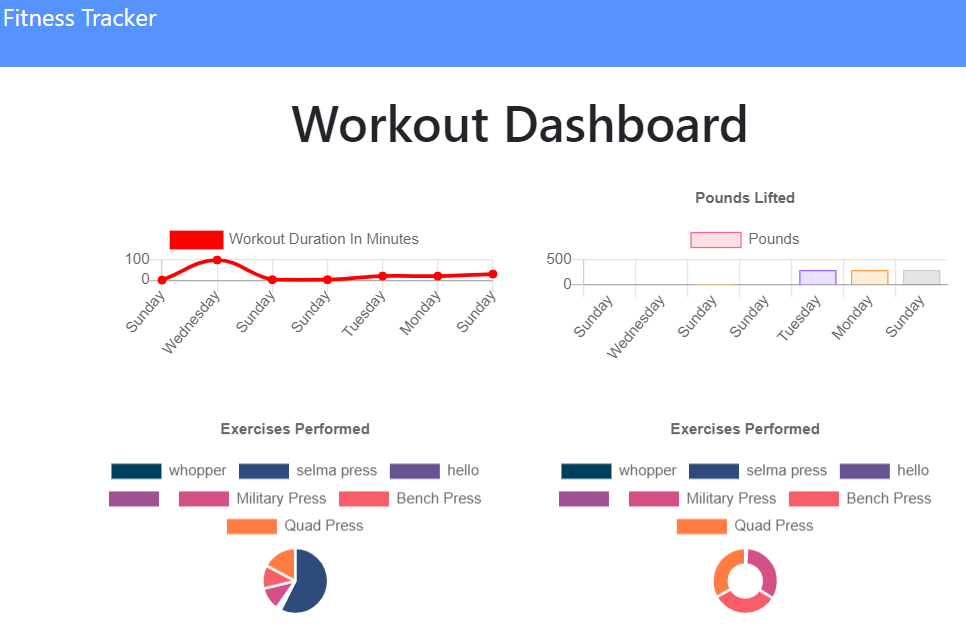 Fitness Tracker
Workout Dashboard
Workout Duration In Minutes
100
0
Sunday
Wednesday
Sunday
Sunday
Tuesday
Monday
Sunday
Pounds Lifted
Pounds
500
0
Sunday
Wednesday
Sunday
Sunday
Tuesday
Monday
Sunday
Exercises Performed
whopper selma press hello
Military Press Bench Press
Quad Press
Exercises Performed
whopper selma press hello
Military Press Bench Press
Quad Press